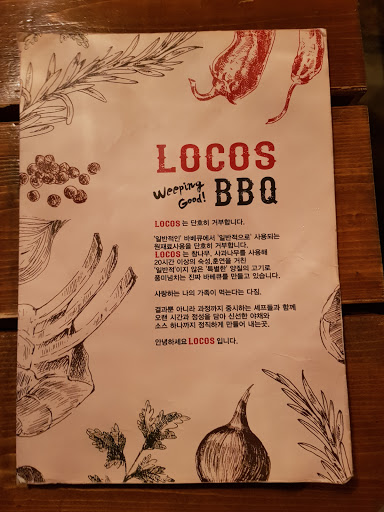 LOCOS
Weeping Good!
BBQ
LOCOS 는 단호히 거부합니다.
'일반적인' 바베큐에서 '일반적으로' 사용되는
원재료사용을 단호히 거부합니다.
LOCOS 는 참나무, 사과나무를 사용해
20시간 이상의 숙성,훈연을 거친
'일반적'이지 않은 '특별한' 양질의 고기로
풍미넘치는 진짜 바베큐를 만들고 있습니다.
사랑하는 나의 가족이 먹는다는 다짐,
결과뿐 아니라 과정까지 중시하는 셰프들과 함께
오랜 시간과 정성을 담아 신선한 야채와
소스 하나까지 정직하게 만들어 내는곳,
안녕하세요 LOCOS 입니다.